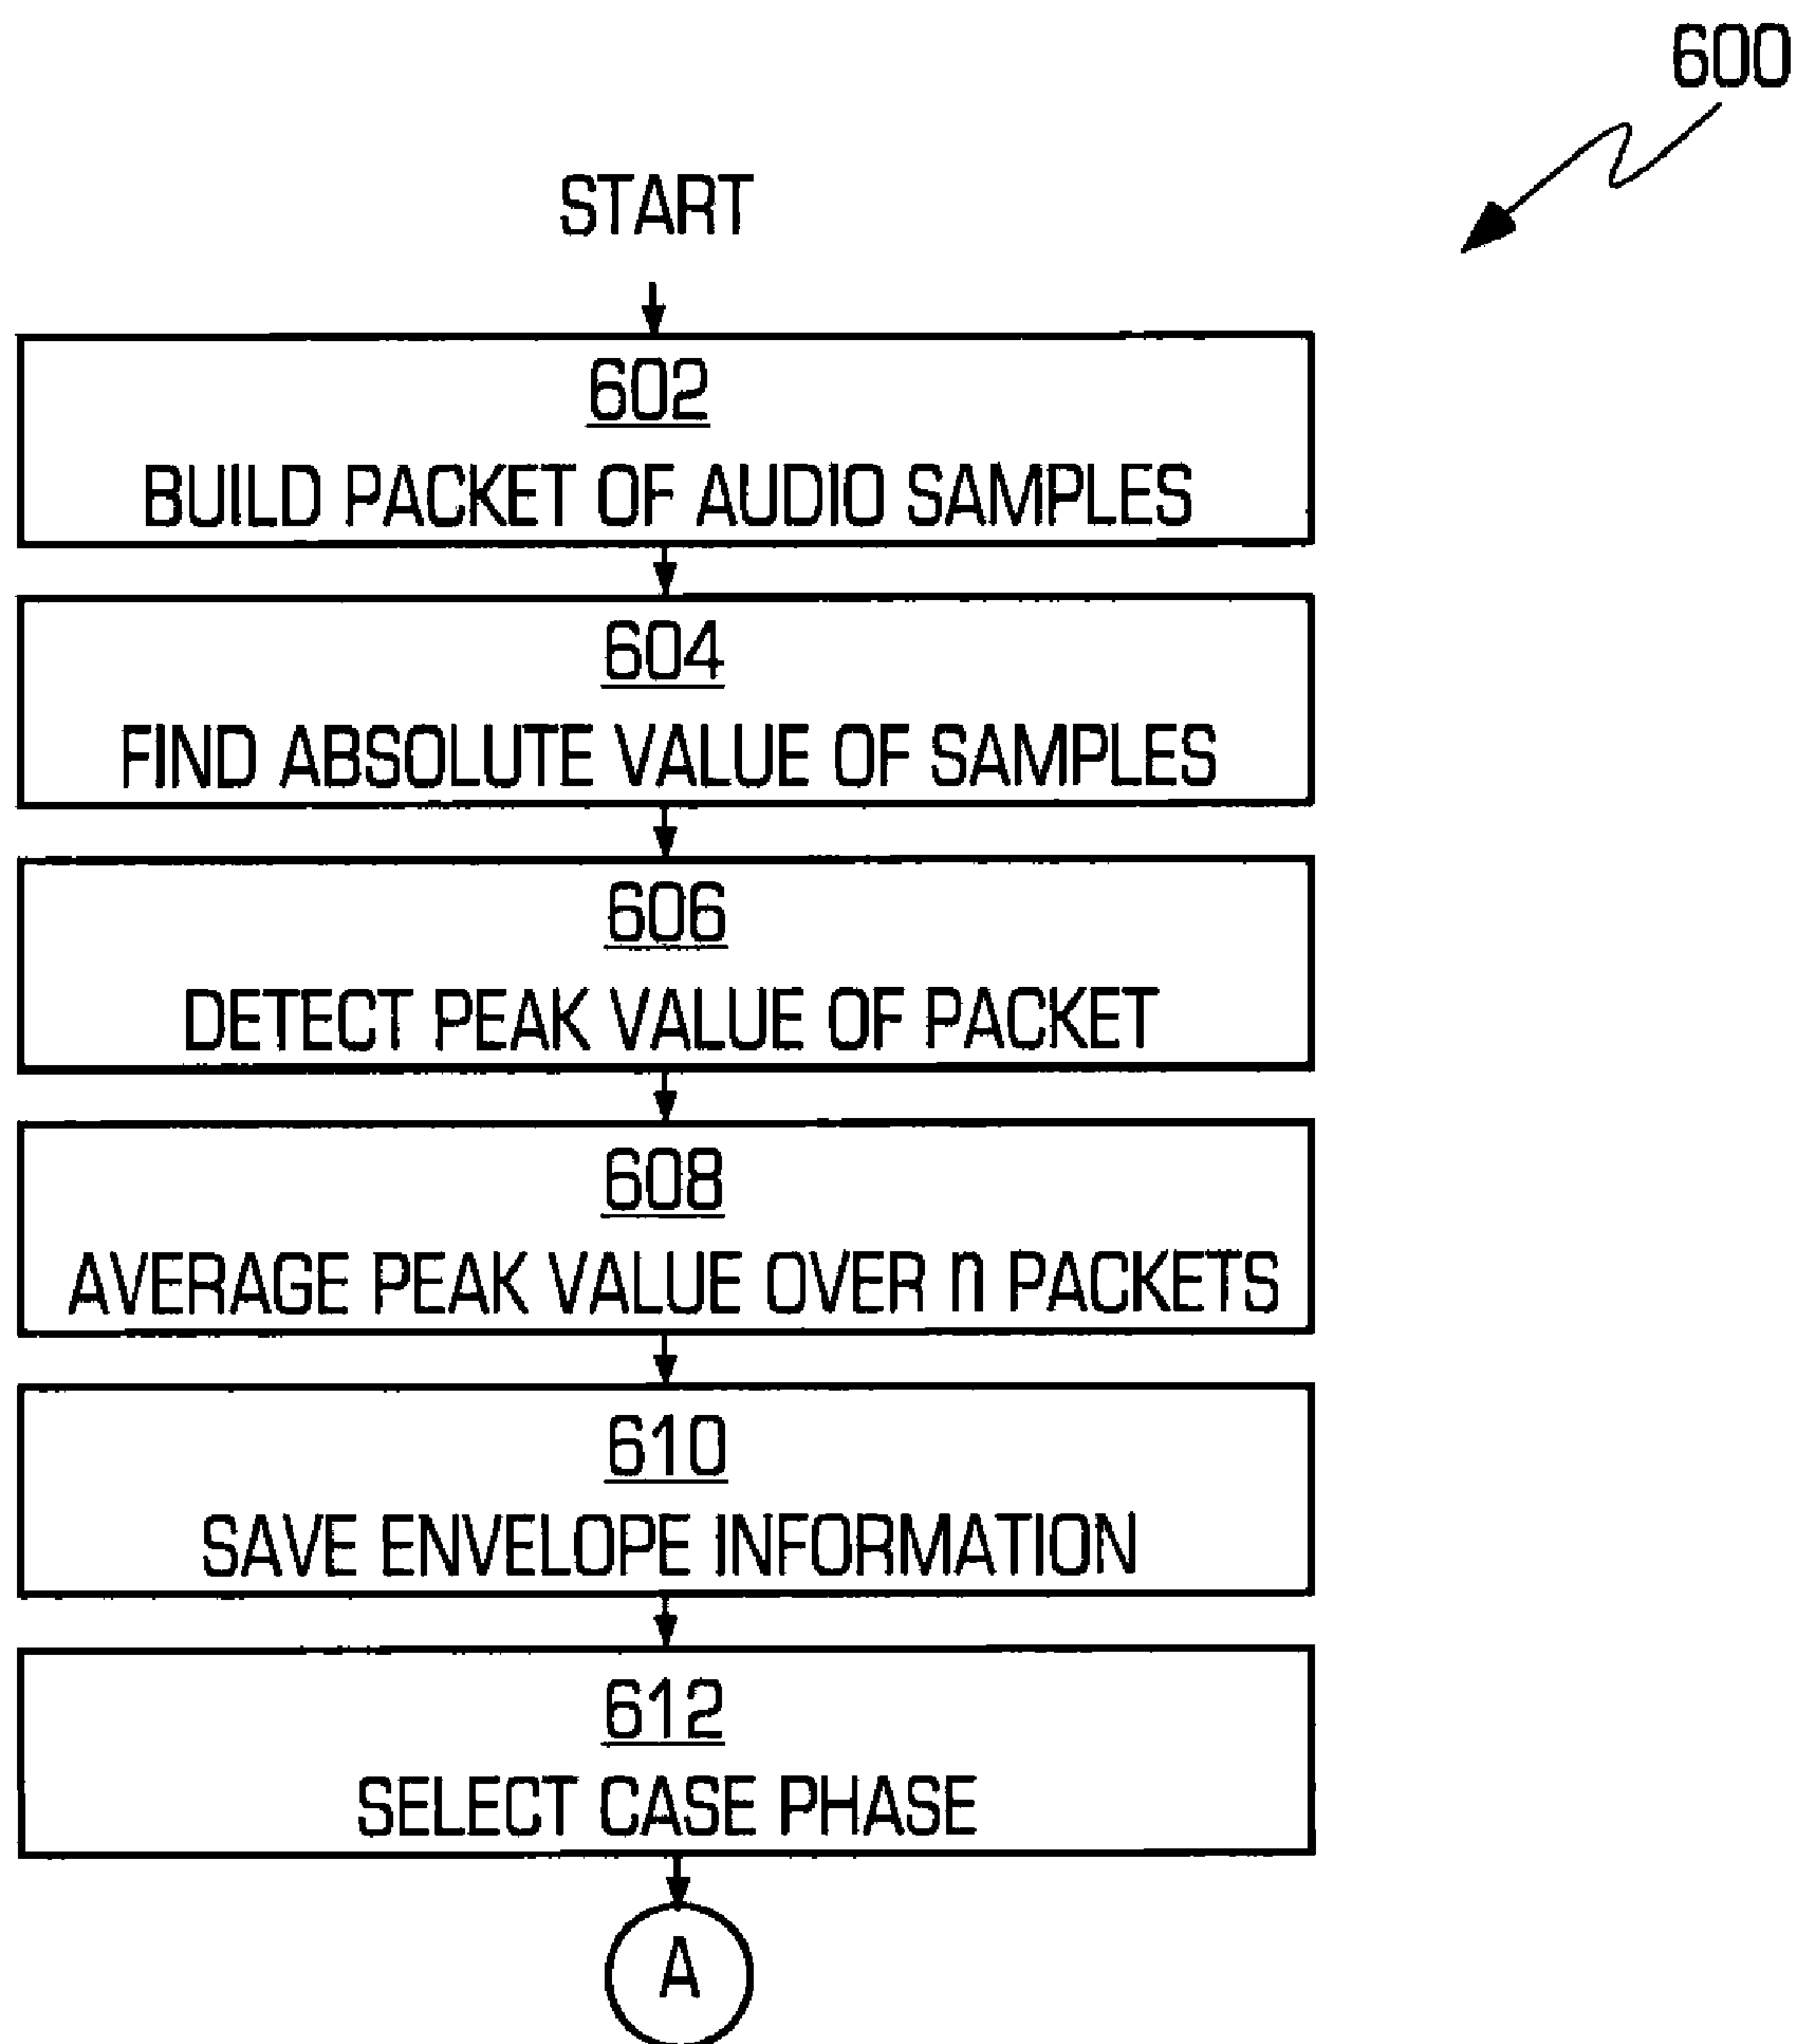 600
START
602
BUILD PACKET OF AUDIO SAMPLES
604
FIND ABSOLUTE VALUE OF SAMPLES
606
DETECT PEAK VALUE OF PACKET
608
AVERAGE PEAK VALUE OVER n PACKETS
610
SAVE ENVELOPE INFORMATION
612
SELECT CASE PHASE
A